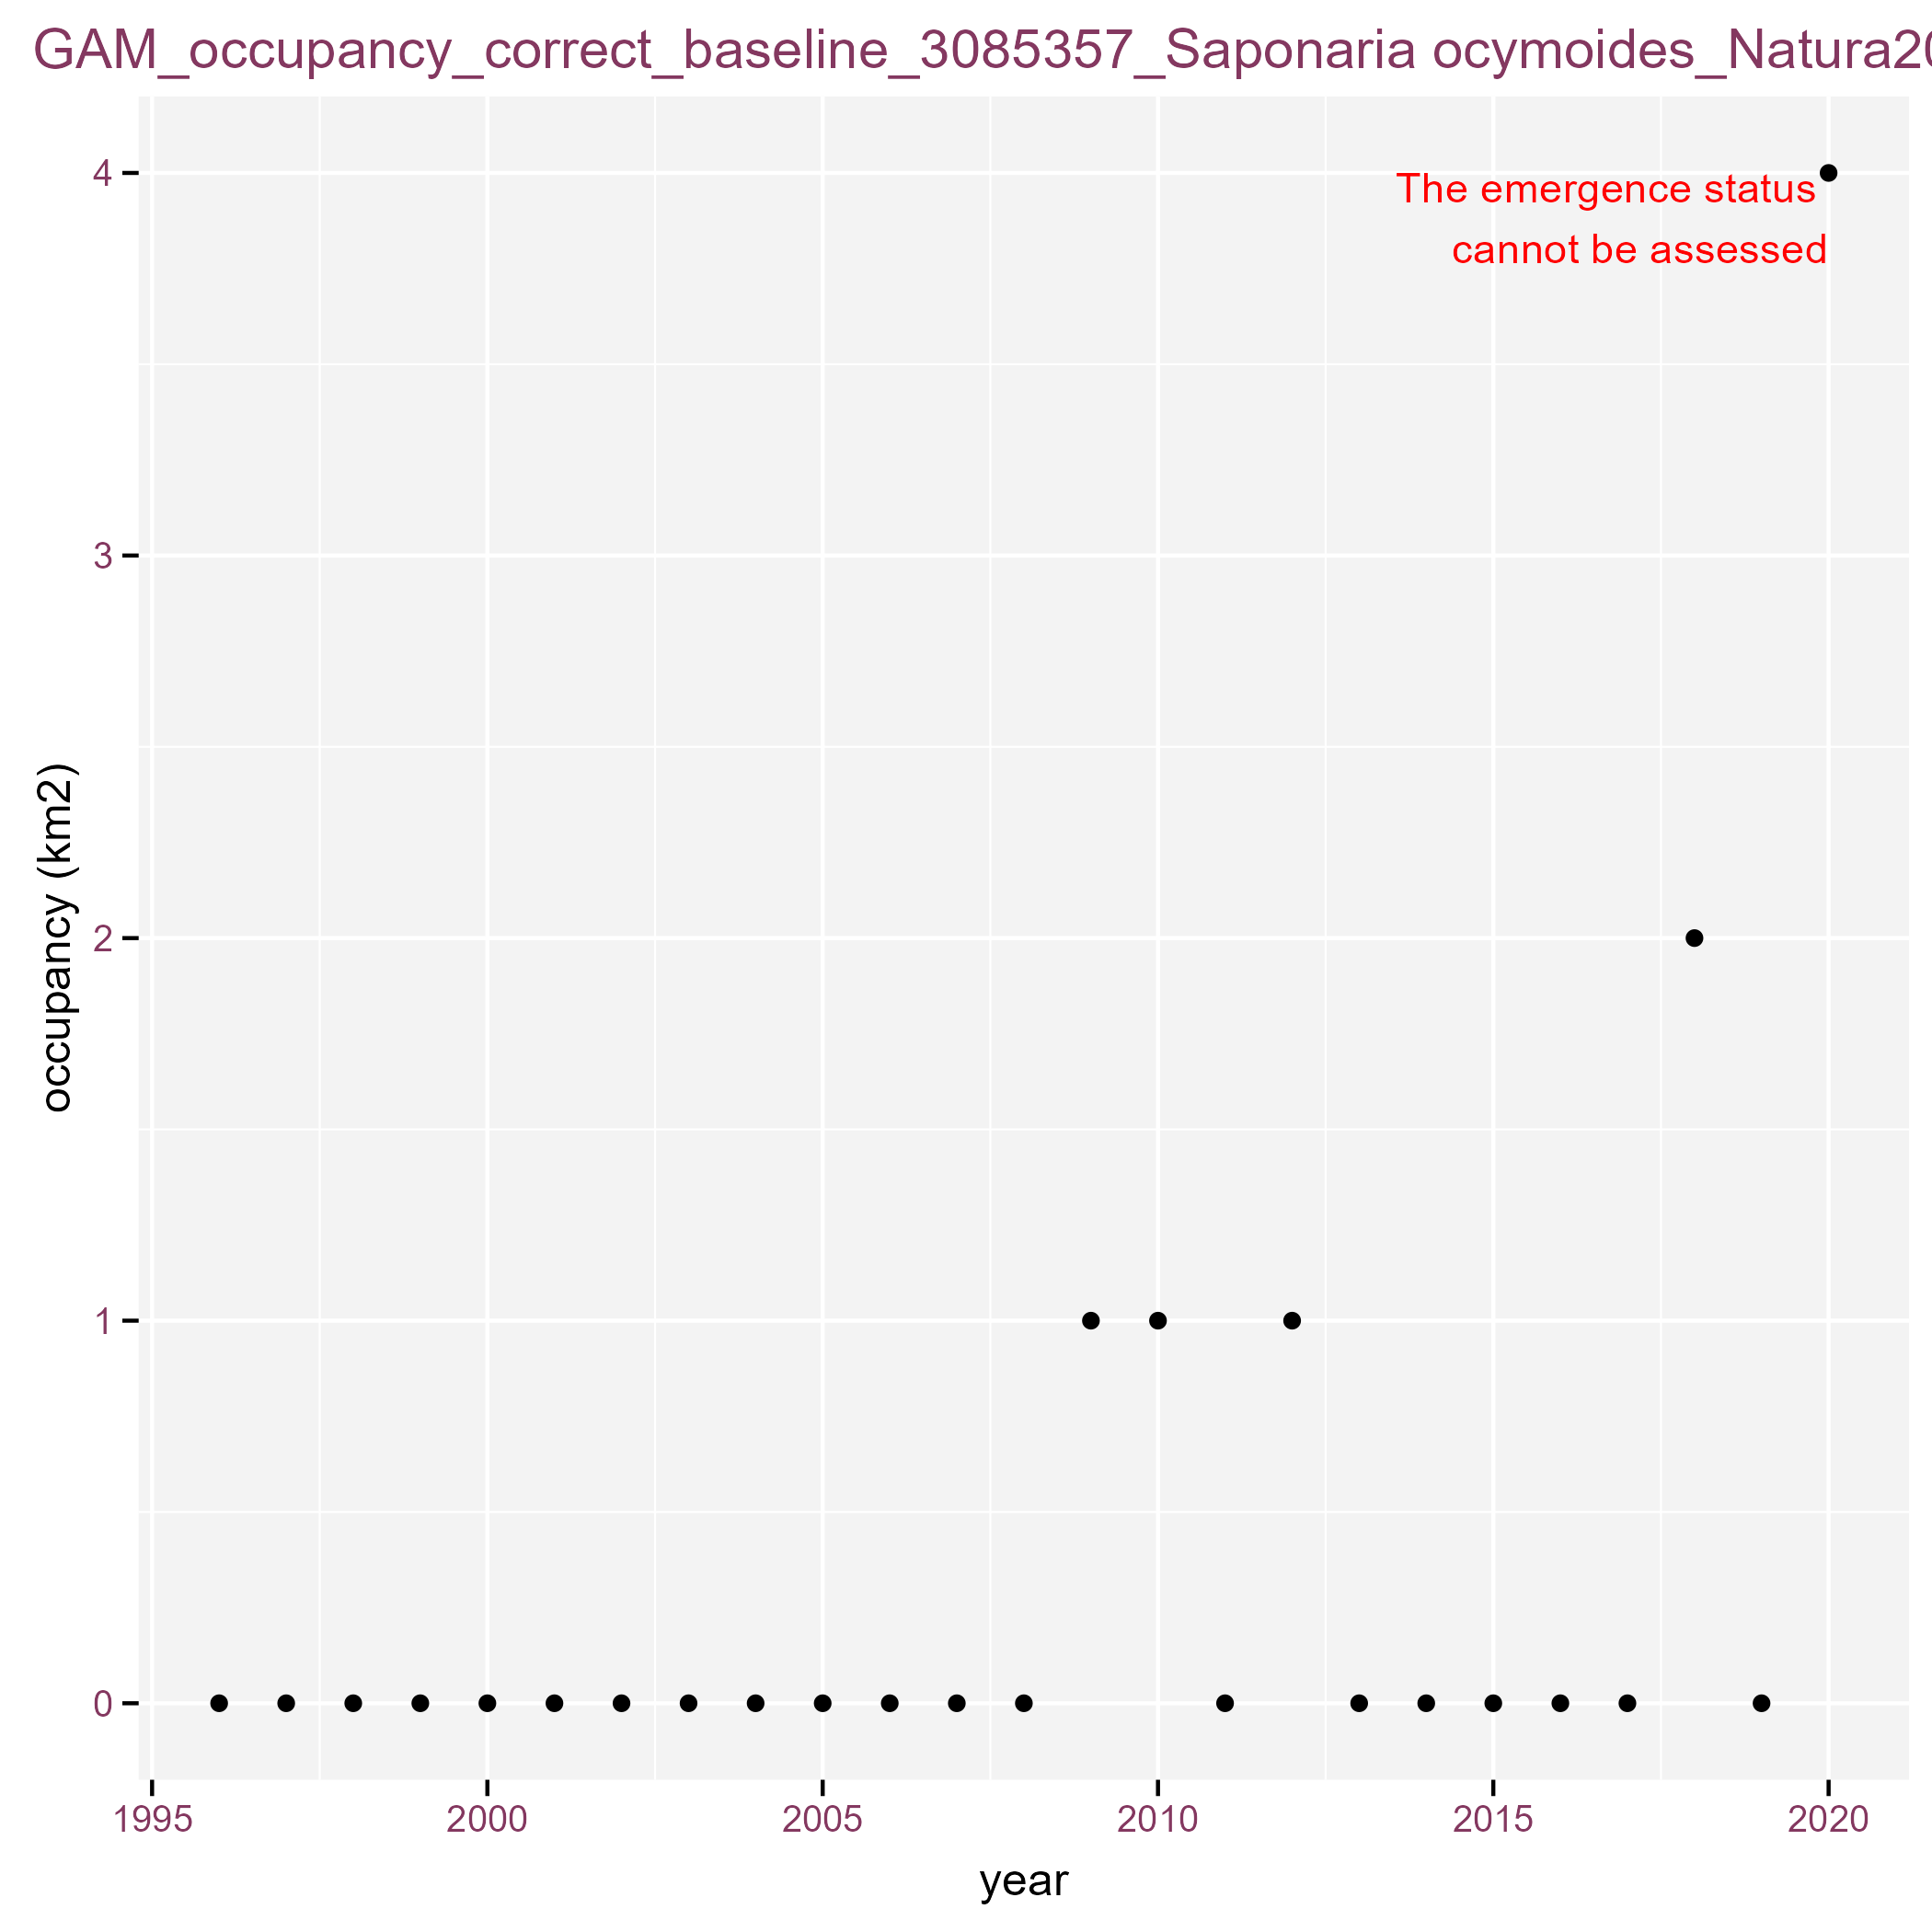 GAM_occupancy_correct_baseline_3085357_Saponaria ocymoides_Natura20
The emergence status
cannot be assessed
4
3
2
1
0
occupancy (km2)
1995 2000 2005 2010 2015 2020
year